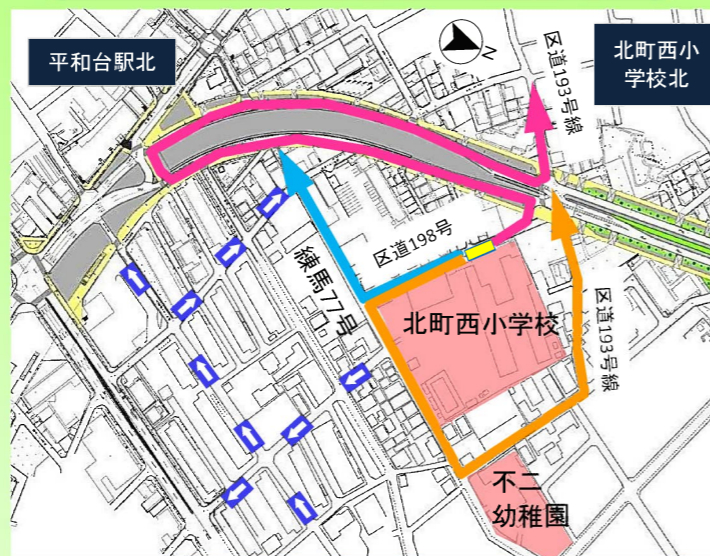 平和台駅北
N
区道193号線
北町西小
学校北
区道198号
練馬77号
北町西小学校
区道193号線
不二
幼稚園